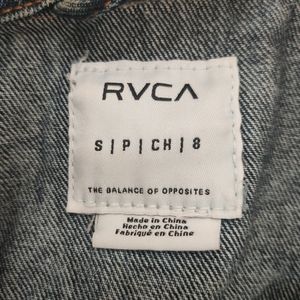 RVCA
S|P|CH|8
THE BALANCE OF OPPOSITES
Made in China
Hecho en China
Fabriqué en Chine